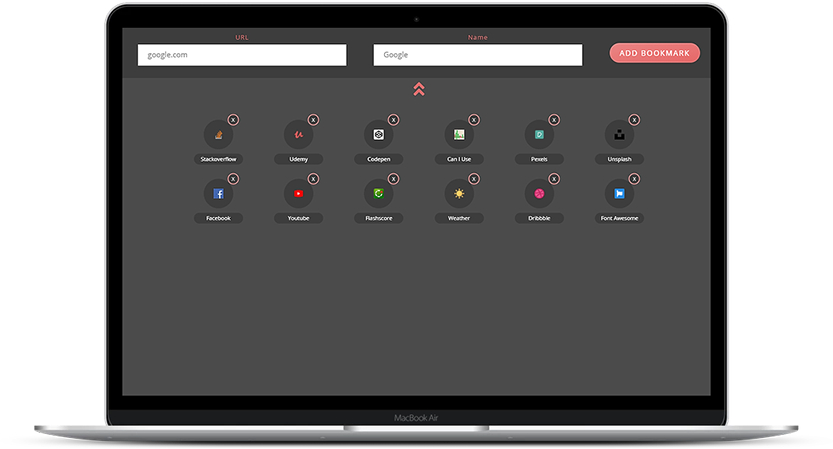 URL Name
google.com Google ADD BOOKMARK
x x x x x x
Stackoverflow Udemy Codepen Can I Use Pexels Unsplash
x x x x x x
Facebook Youtube Flashscore Weather Dribbble Font Awesome
MacBook Air